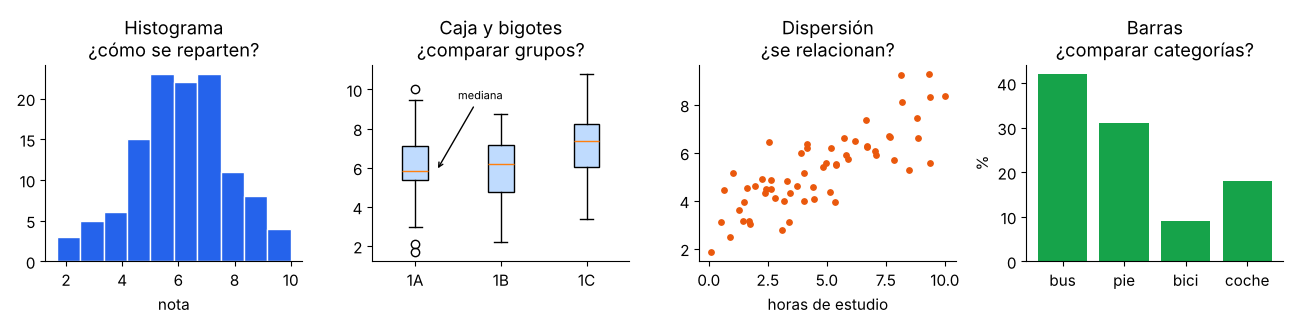 Histograma
¿cómo se reparten?
20
15
10
5
0
2 4 6 8 10
nota
Caja y bigotes
¿comparar grupos?
mediana
10
8
6
4
2
1A 1B 1C
Dispersión
¿se relacionan?
8
6
4
2
0.0 2.5 5.0 7.5 10.0
horas de estudio
Barras
¿comparar categorías?
%
40
30
20
10
0
bus pie bici coche